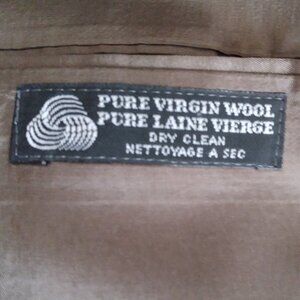 PURE VIRGIN WOOL
PURE LAINE VIERGE
DRY CLEAN
NETTOYAGE A SEC